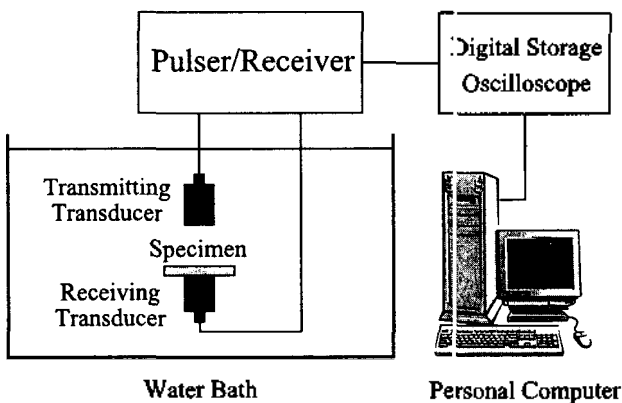 Pulser/Receiver
Digital Storage
Oscilloscope
Transmitting
Transducer
Specimen
Receiving
Transducer
Water Bath
Personal Computer